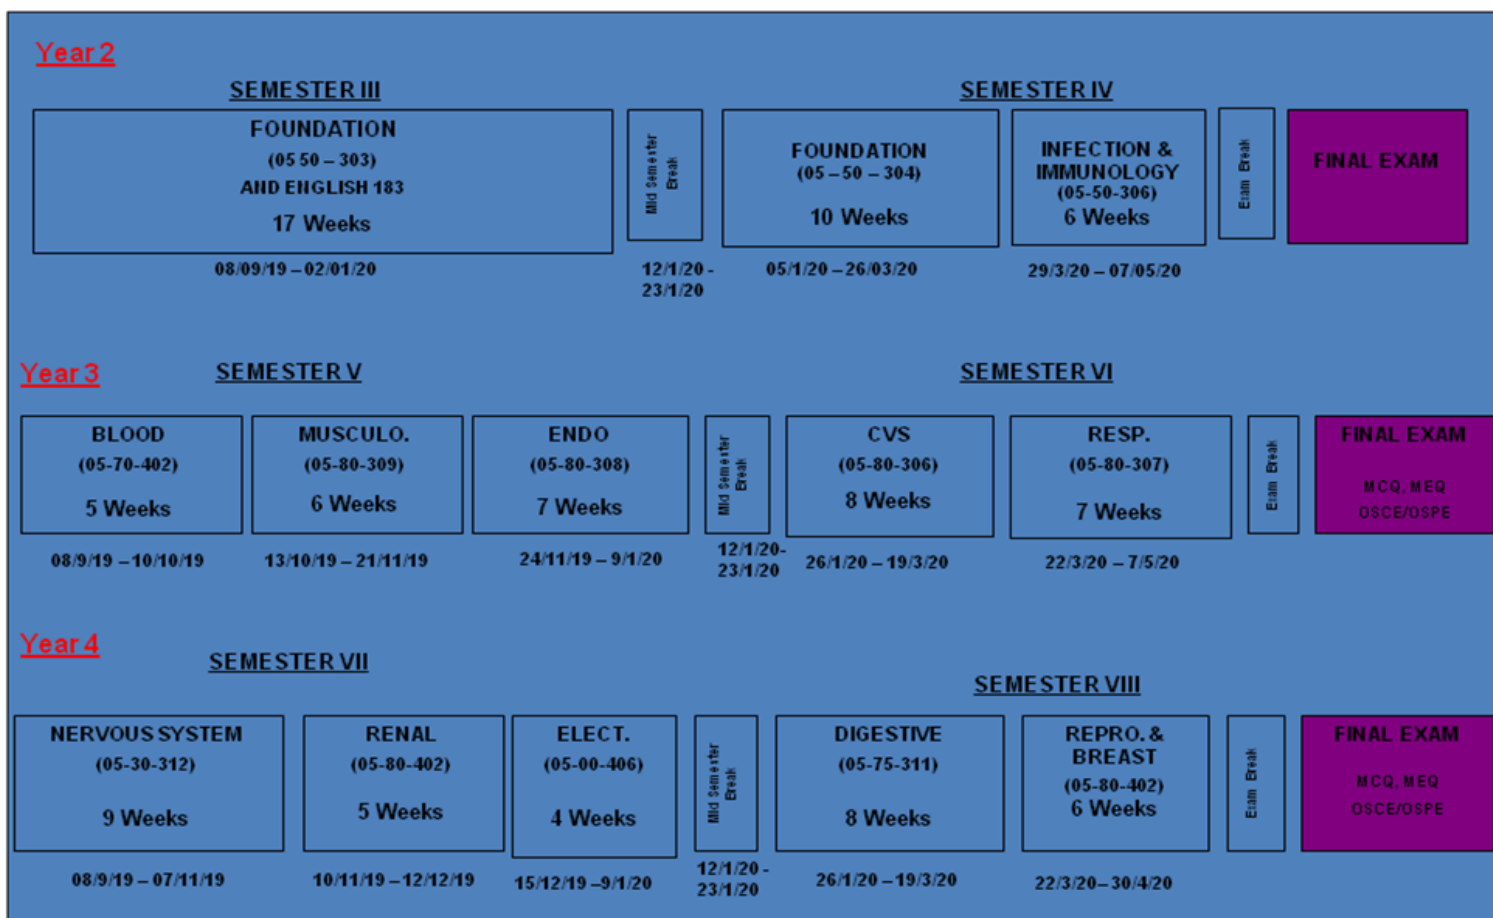 Year 2
SEMESTER III
SEMESTER IV
FOUNDATION
(05 50 – 303)
AND ENGLISH 183
17 Weeks
Mid Semester
Break
FOUNDATION
(05 – 50 – 304)
10 Weeks
INFECTION &
IMMUNOLOGY
(05-50-306)
6 Weeks
Exam Break
FINAL EXAM
08/09/19 – 02/01/20
12/1/20 -
23/1/20
05/1/20 – 26/03/20
29/3/20 – 07/05/20
Year 3
SEMESTER V
SEMESTER VI
BLOOD
(05-70-402)
5 Weeks
MUSCULO.
(05-80-309)
6 Weeks
ENDO
(05-80-308)
7 Weeks
Mid Semester
Break
CVS
(05-80-306)
8 Weeks
RESP.
(05-80-307)
7 Weeks
Exam Break
FINAL EXAM
MCQ, MEQ
OSCE/OSPE
08/9/19 – 10/10/19
13/10/19 – 21/11/19
24/11/19 – 9/1/20
12/1/20-
23/1/20
26/1/20 – 19/3/20
22/3/20 – 7/5/20
Year 4
SEMESTER VII
SEMESTER VIII
NERVOUS SYSTEM
(05-30-312)
9 Weeks
RENAL
(05-80-402)
5 Weeks
ELECT.
(05-00-406)
4 Weeks
Mid Semester
Break
DIGESTIVE
(05-75-311)
8 Weeks
REPRO. &
BREAST
(05-80-402)
6 Weeks
Exam Break
FINAL EXAM
MCQ, MEQ
OSCE/OSPE
08/9/19 – 07/11/19
10/11/19 – 12/12/19
15/12/19 –9/1/20
12/1/20 -
23/1/20
26/1/20 – 19/3/20
22/3/20– 30/4/20